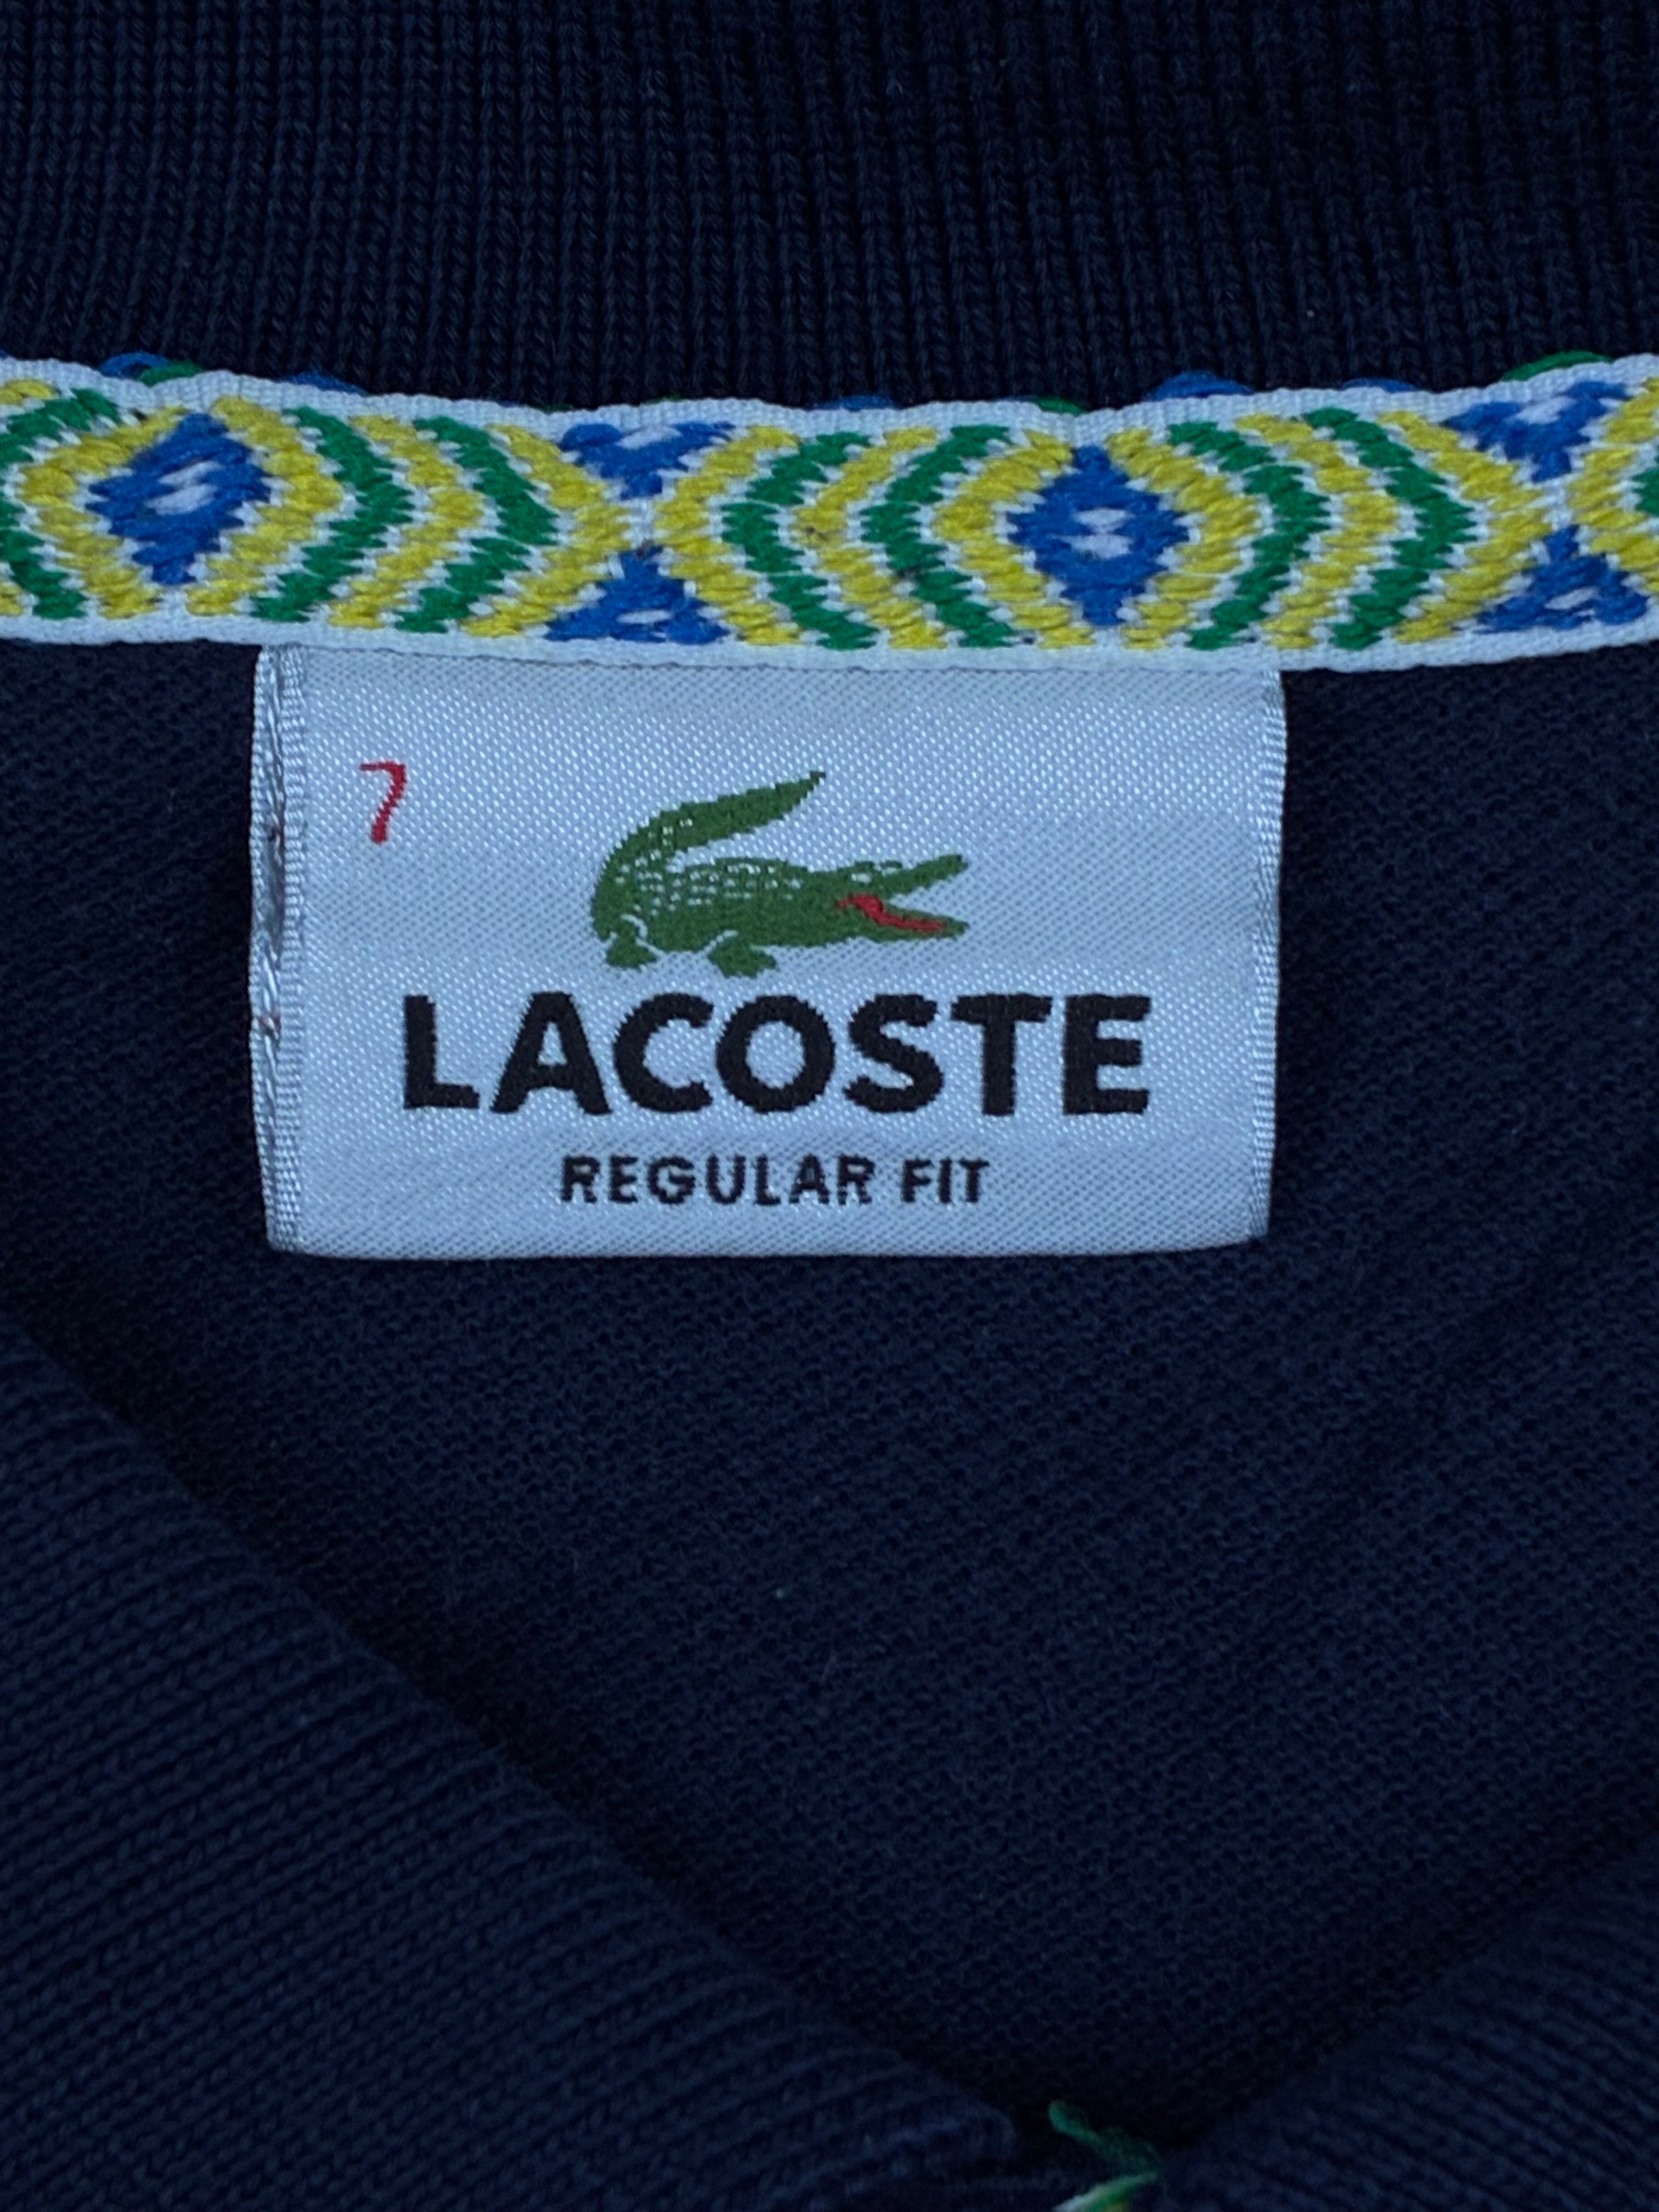 7
LACOSTE
REGULAR FIT